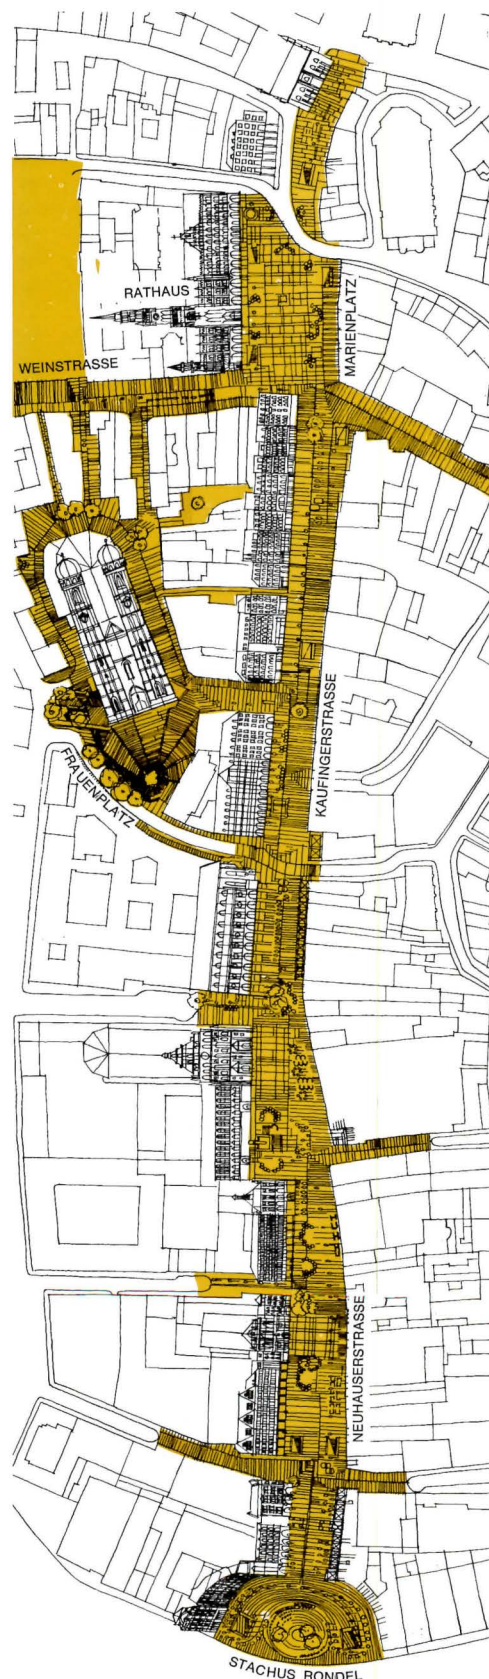 RATHAUS
MARIENPLATZ
WEINSTRASSE
KAUFINGERSTRASSE
FRAUENPLATZ
NEUHAUSERSTRASSE
STACHUS RONDEL